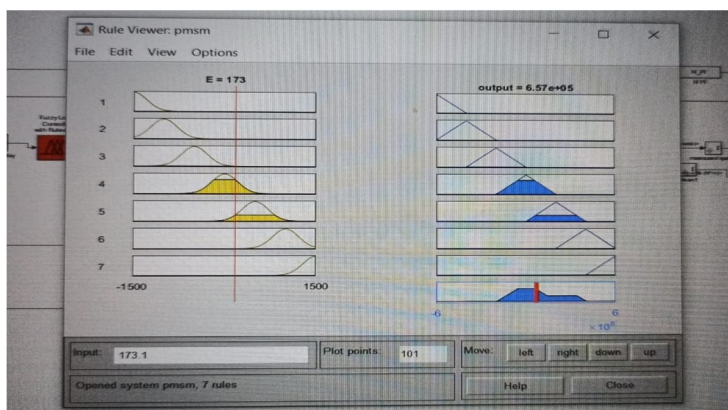 Rule Viewer: pmsm
File Edit View Options
E = 173
output = 6.57e+05
1
2
3
4
5
6
7
-1500 1500
-6 6
Input: 173.1
Plot points: 101
Move: left right down up
Opened system pmsm, 7 rules
Help Close